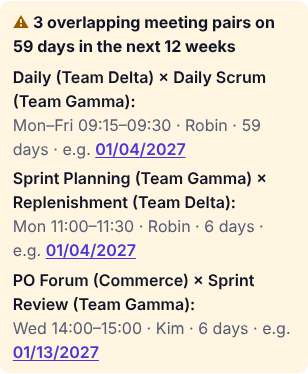 ⚠ 3 overlapping meeting pairs on
59 days in the next 12 weeks
Daily (Team Delta) × Daily Scrum
(Team Gamma):
Mon–Fri 09:15–09:30 · Robin · 59
days · e.g. 01/04/2027
Sprint Planning (Team Gamma) ×
Replenishment (Team Delta):
Mon 11:00–11:30 · Robin · 6 days ·
e.g. 01/04/2027
PO Forum (Commerce) × Sprint
Review (Team Gamma):
Wed 14:00–15:00 · Kim · 6 days · e.g.
01/13/2027